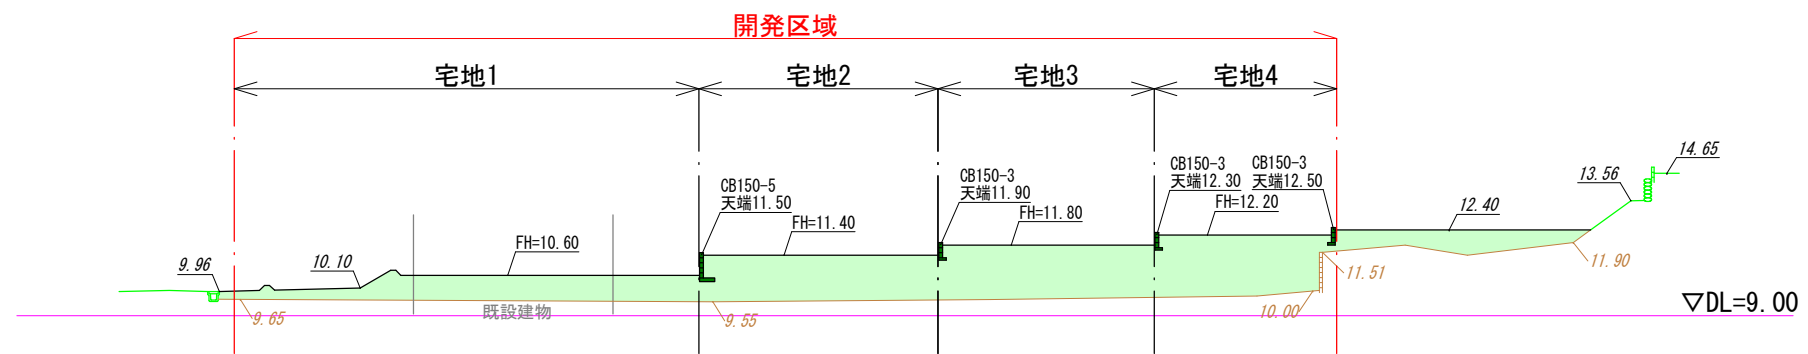 開発区域
宅地1
宅地2
宅地3
宅地4
14.65
13.56
CB150-3
天端12.30
CB150-3
天端12.50
CB150-3
天端11.90
CB150-5
天端11.50
FH=12.20
12.40
FH=11.80
FH=11.40
FH=10.60
10.10
9.96
11.90
11.51
▽DL=9.00
10.00
既設建物
9.65
9.55